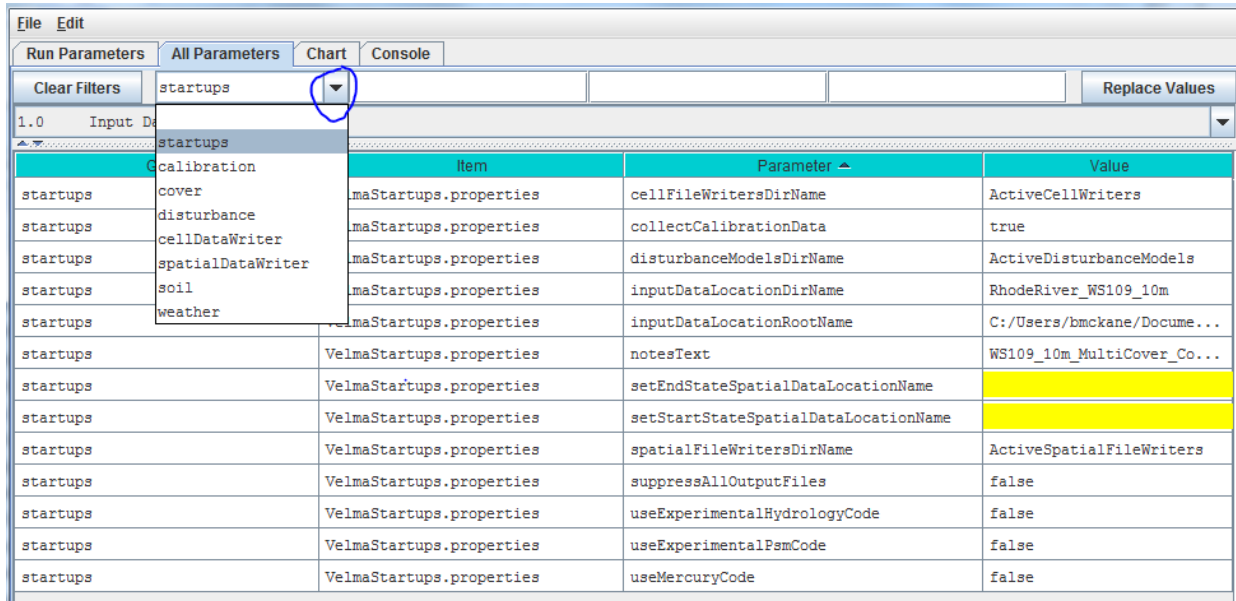 File Edit
Run Parameters All Parameters Chart Console
Clear Filters startups Replace Values
1.0 Input Da
startups
calibration
cover
disturbance
cellDataWriter
spatialDataWriter
soil
weather
G Item Parameter Value
startups lmaStartups.properties cellFileWritersDirName ActiveCellWriters
startups lmaStartups.properties collectCalibrationData true
startups lmaStartups.properties disturbanceModelsDirName ActiveDisturbanceModels
startups lmaStartups.properties inputDataLocationDirName RhodeRiver_WS109_10m
startups VelmaStartups.properties inputDataLocationRootName C:/Users/bmckane/Docume...
startups VelmaStartups.properties notesText WS109_10m_MultiCover_Co...
startups VelmaStartups.properties setEndStateSpatialDataLocationName
startups VelmaStartups.properties setStartStateSpatialDataLocationName
startups VelmaStartups.properties spatialFileWritersDirName ActiveSpatialFileWriters
startups VelmaStartups.properties suppressAllOutputFiles false
startups VelmaStartups.properties useExperimentalHydrologyCode false
startups VelmaStartups.properties useExperimentalPsmCode false
startups VelmaStartups.properties useMercuryCode false